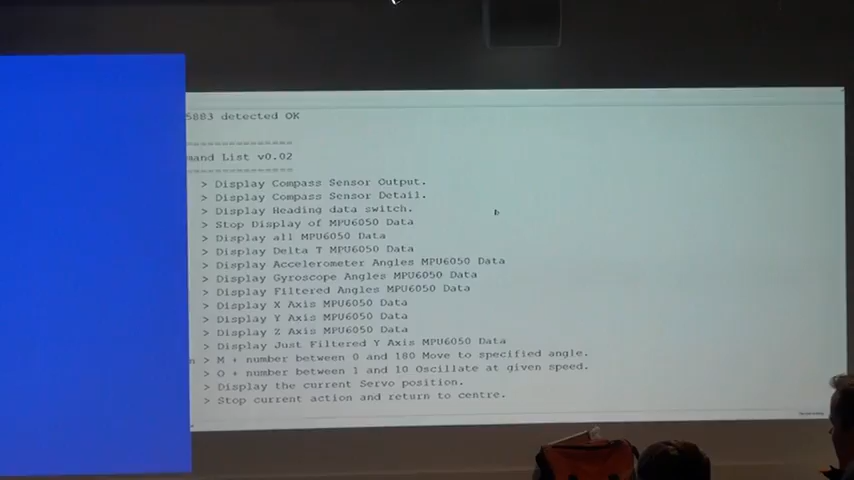 5883 detected OK
===============
mand List v0.02
===============
> Display Compass Sensor Output.
> Display Compass Sensor Detail.
> Display Heading data switch.
> Stop Display of MPU6050 Data
> Display all MPU6050 Data
> Display Delta T MPU6050 Data
> Display Accelerometer Angles MPU6050 Data
> Display Gyroscope Angles MPU6050 Data
> Display Filtered Angles MPU6050 Data
> Display X Axis MPU6050 Data
> Display Y Axis MPU6050 Data
> Display Z Axis MPU6050 Data
> Display Just Filtered Y Axis MPU6050 Data
n > M + number between 0 and 180 Move to specified angle.
> O + number between 1 and 10 Oscillate at given speed.
> Display the current Servo position.
> Stop current action and return to centre.